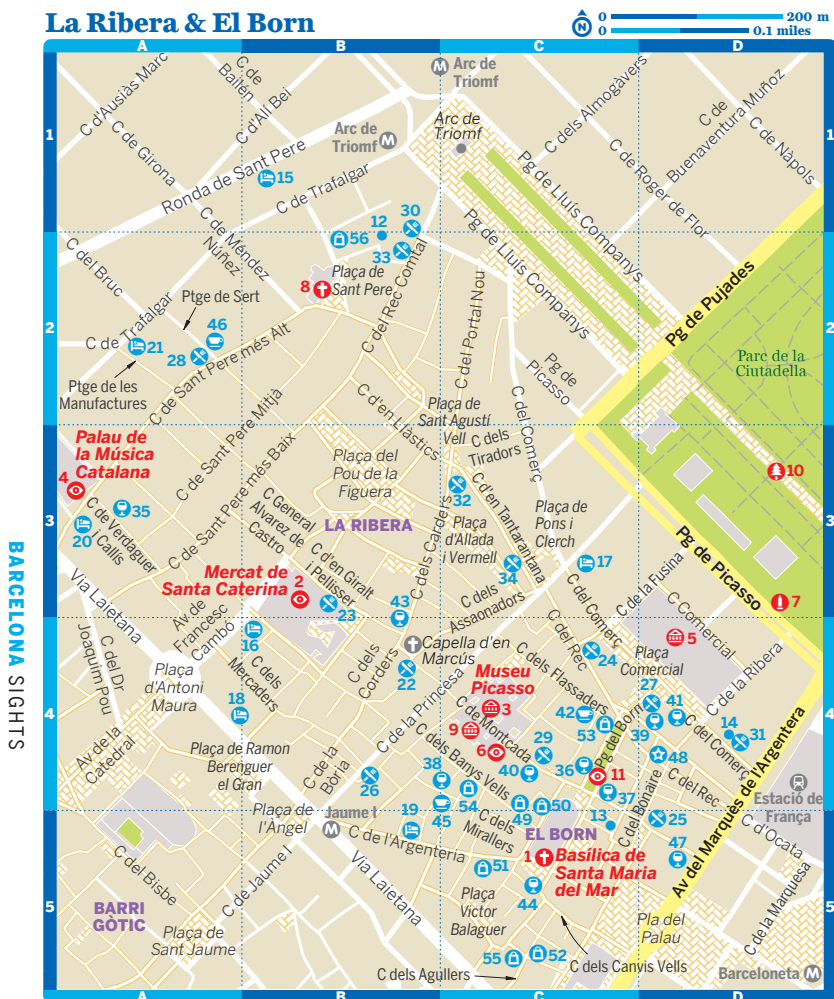 La Ribera & El Born
N
0 200 m
0 0.1 miles
A B C D
1
1
C d'Ausiàs Marc
C de
Bailén
C d'Alí Bei
C de Girona
Ronda de Sant Pere
15
C de Trafalgar
Arc de
Triomf M
M Arc de
Triomf
Arc de
Triomf
C dels Almogàvers
C de
Buenaventura Muñoz
C de Nàpols
C de Roger de Flor
Pg de Lluís Companys
Pg de Lluís Companys
C de Méndez
Núñez
C del Bruc
56
12
30
33
8
Plaça de
Sant Pere
C del Rec Comtal
C del Portal Nou
2
2
Ptge de Sert
C de Trafalgar
21
46
28
Ptge de les
Manufactures
C de Sant Pere més Alt
Pg de Pujades
Parc de la
Ciutadella
Pg de
Picasso
C del Comerç
C d'en Llàstics
Plaça de
Sant Agustí
Vell
C dels
Tiradors
Palau de
la Música
Catalana
4
C de Sant Pere Mitjà
C de Sant Pere més Baix
Plaça del
Pou de la
Figuera
32
10
35
20
C de Verdaguer
i Callís
C General
Álvarez de
Castro
LA RIBERA
C d'en Tantarantana
Plaça
d'Allada
i Vermell
Plaça de
Pons i
Clerch
3
3
34
17
Pg de Picasso
7
Via Laietana
Mercat de
Santa Caterina
2
C d'en Giralt
i Pellisser
23
43
C dels Carders
C dels
Assaonadors
C del Comerç
C de la Fusina
C Comercial
5
Av de
Francesc
Cambó
C del Dr
Joaquim Pou
16
Capella d'en
Marcús
22
C del Rec
24
Plaça
Comercial
C de la Ribera
Plaça
d'Antoni
Maura
C dels
Mercaders
C dels
Corders
C de la Princesa
Museu
Picasso
3
C dels Flassaders
27
41
4
4
18
9
C de Montcada
6
42
53
39
14
31
C del Comerç
Av de la
Catedral
Plaça de Ramon
Berenguer
el Gran
C de la
Bòria
C dels Banys Vells
29
40
36
Pg del Born
11
48
26
38
54
49
50
37
C del Rec
Av del Marquès de l'Argentera
Estació de
França
Plaça de
l'Àngel
Jaume I
M
19
45
C dels
Mirallers
EL BORN
13
C del Bonaire
25
47
C d'Ocata
C de l'Argenteria
1
Basílica de
Santa Maria
del Mar
51
44
C del Bisbe
C de Jaume I
Via Laietana
Plaça
Víctor
Balaguer
Pla del
Palau
C de la Marquesa
5
5
BARRI
GÒTIC
Plaça de
Sant Jaume
55
52
C dels Agullers
C dels Canvis Vells
Barceloneta M
A B C D
BARCELONA SIGHTS